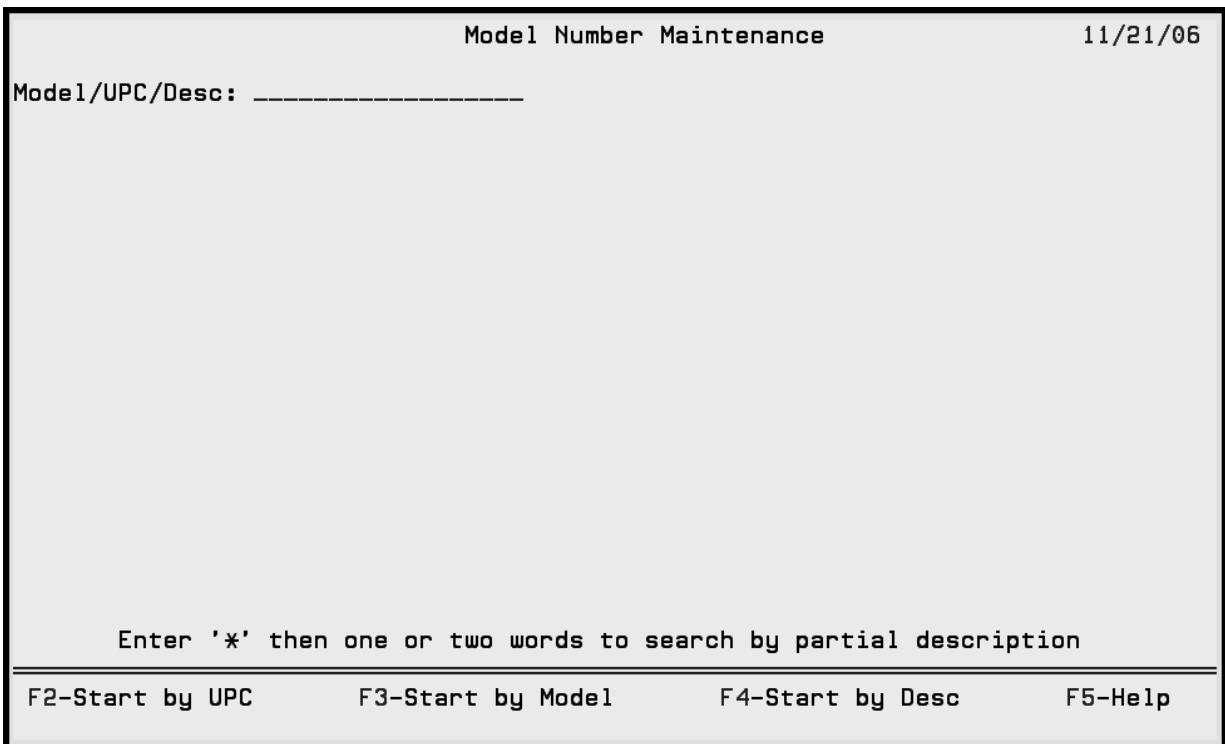 Model Number Maintenance 11/21/06
Model/UPC/Desc: __________________
Enter '*' then one or two words to search by partial description
F2-Start by UPC F3-Start by Model F4-Start by Desc F5-Help